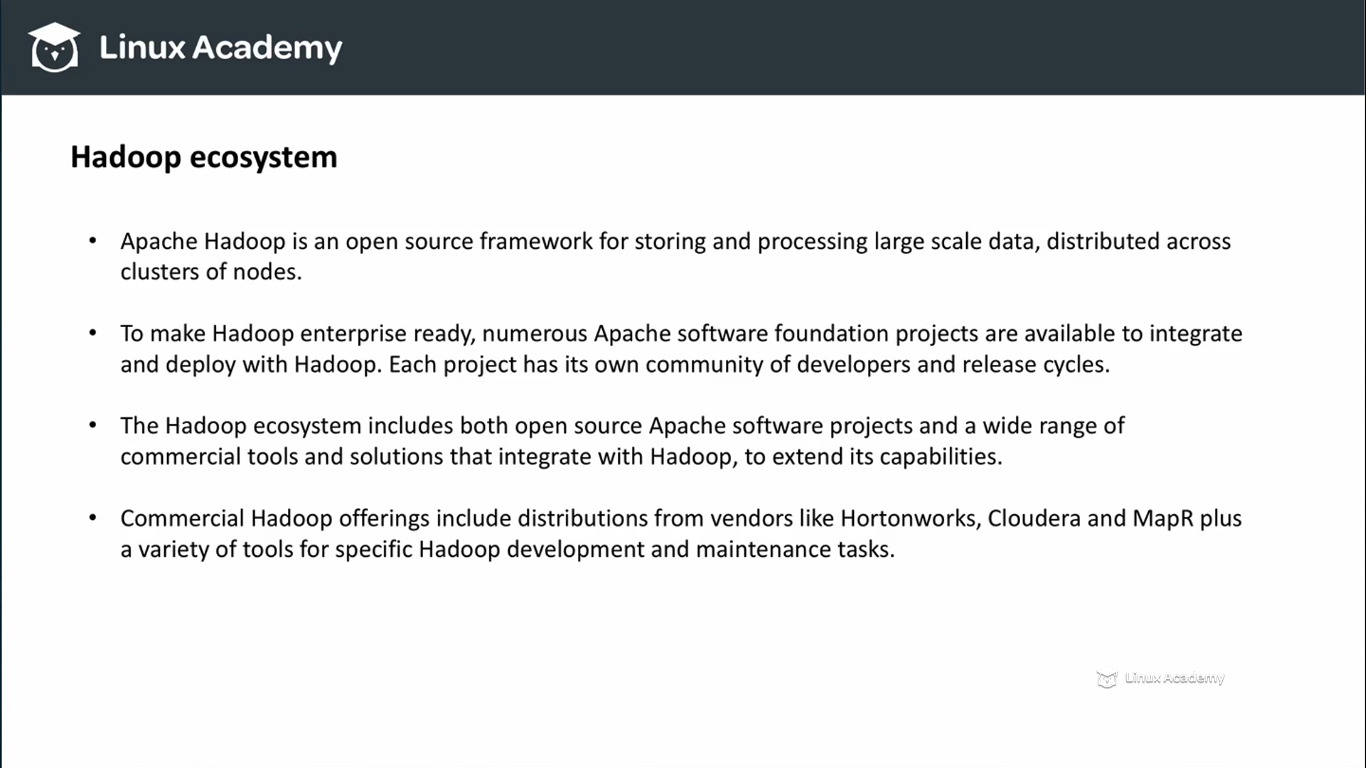 Linux Academy
Hadoop ecosystem
• Apache Hadoop is an open source framework for storing and processing large scale data, distributed across
clusters of nodes.
• To make Hadoop enterprise ready, numerous Apache software foundation projects are available to integrate
and deploy with Hadoop. Each project has its own community of developers and release cycles.
• The Hadoop ecosystem includes both open source Apache software projects and a wide range of
commercial tools and solutions that integrate with Hadoop, to extend its capabilities.
• Commercial Hadoop offerings include distributions from vendors like Hortonworks, Cloudera and MapR plus
a variety of tools for specific Hadoop development and maintenance tasks.
Linux Academy